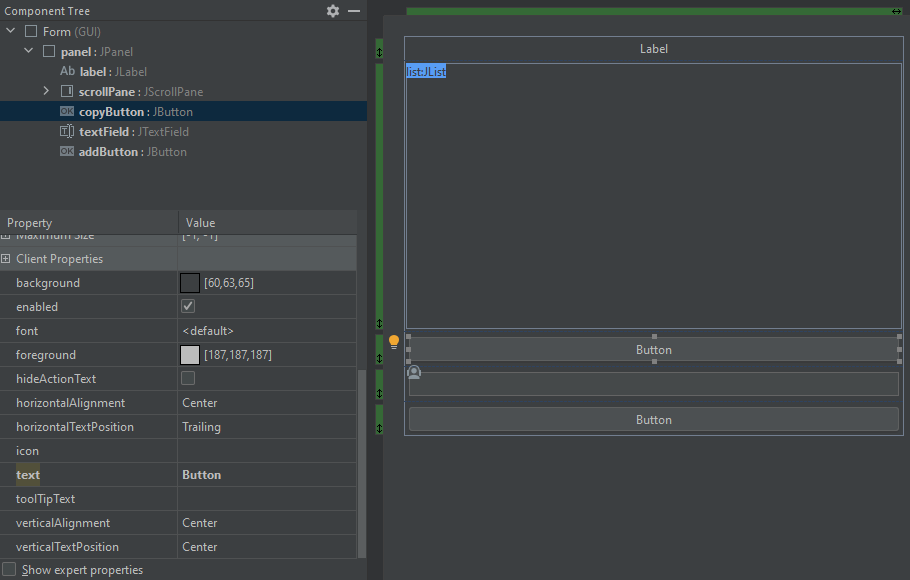 Component Tree
Form (GUI)
panel : JPanel
Ab label : JLabel
scrollPane : JScrollPane
OK copyButton : JButton
T textField : JTextField
OK addButton : JButton
Property Value
Maximum Size [-1, -1]
Client Properties
background [60,63,65]
enabled
font <default>
foreground [187,187,187]
hideActionText
horizontalAlignment Center
horizontalTextPosition Trailing
icon
text Button
toolTipText
verticalAlignment Center
verticalTextPosition Center
Show expert properties
Label
list:JList
Button
Button